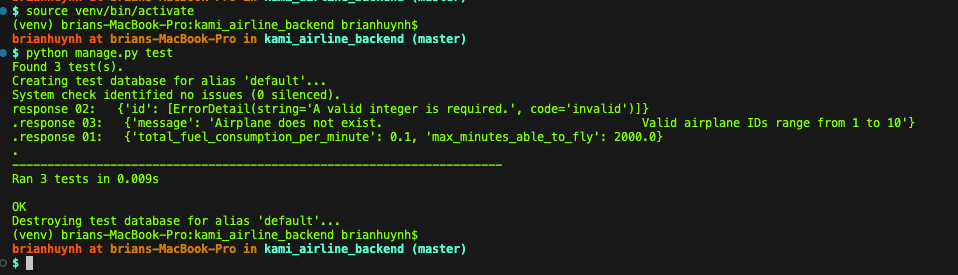 $ source venv/bin/activate
(venv) brians-MacBook-Pro:kami_airline_backend brianhuynh$
brianhuynh at brians-MacBook-Pro in kami_airline_backend (master)
$ python manage.py test
Found 3 test(s).
Creating test database for alias 'default'...
System check identified no issues (0 silenced).
response 02:   {'id': [ErrorDetail(string='A valid integer is required.', code='invalid')]}
.response 03:   {'message': 'Airplane does not exist.                                     Valid airplane IDs range from 1 to 10'}
.response 01:   {'total_fuel_consumption_per_minute': 0.1, 'max_minutes_able_to_fly': 2000.0}
.
----------------------------------------------------------------------
Ran 3 tests in 0.009s
OK
Destroying test database for alias 'default'...
(venv) brians-MacBook-Pro:kami_airline_backend brianhuynh$
brianhuynh at brians-MacBook-Pro in kami_airline_backend (master)
$